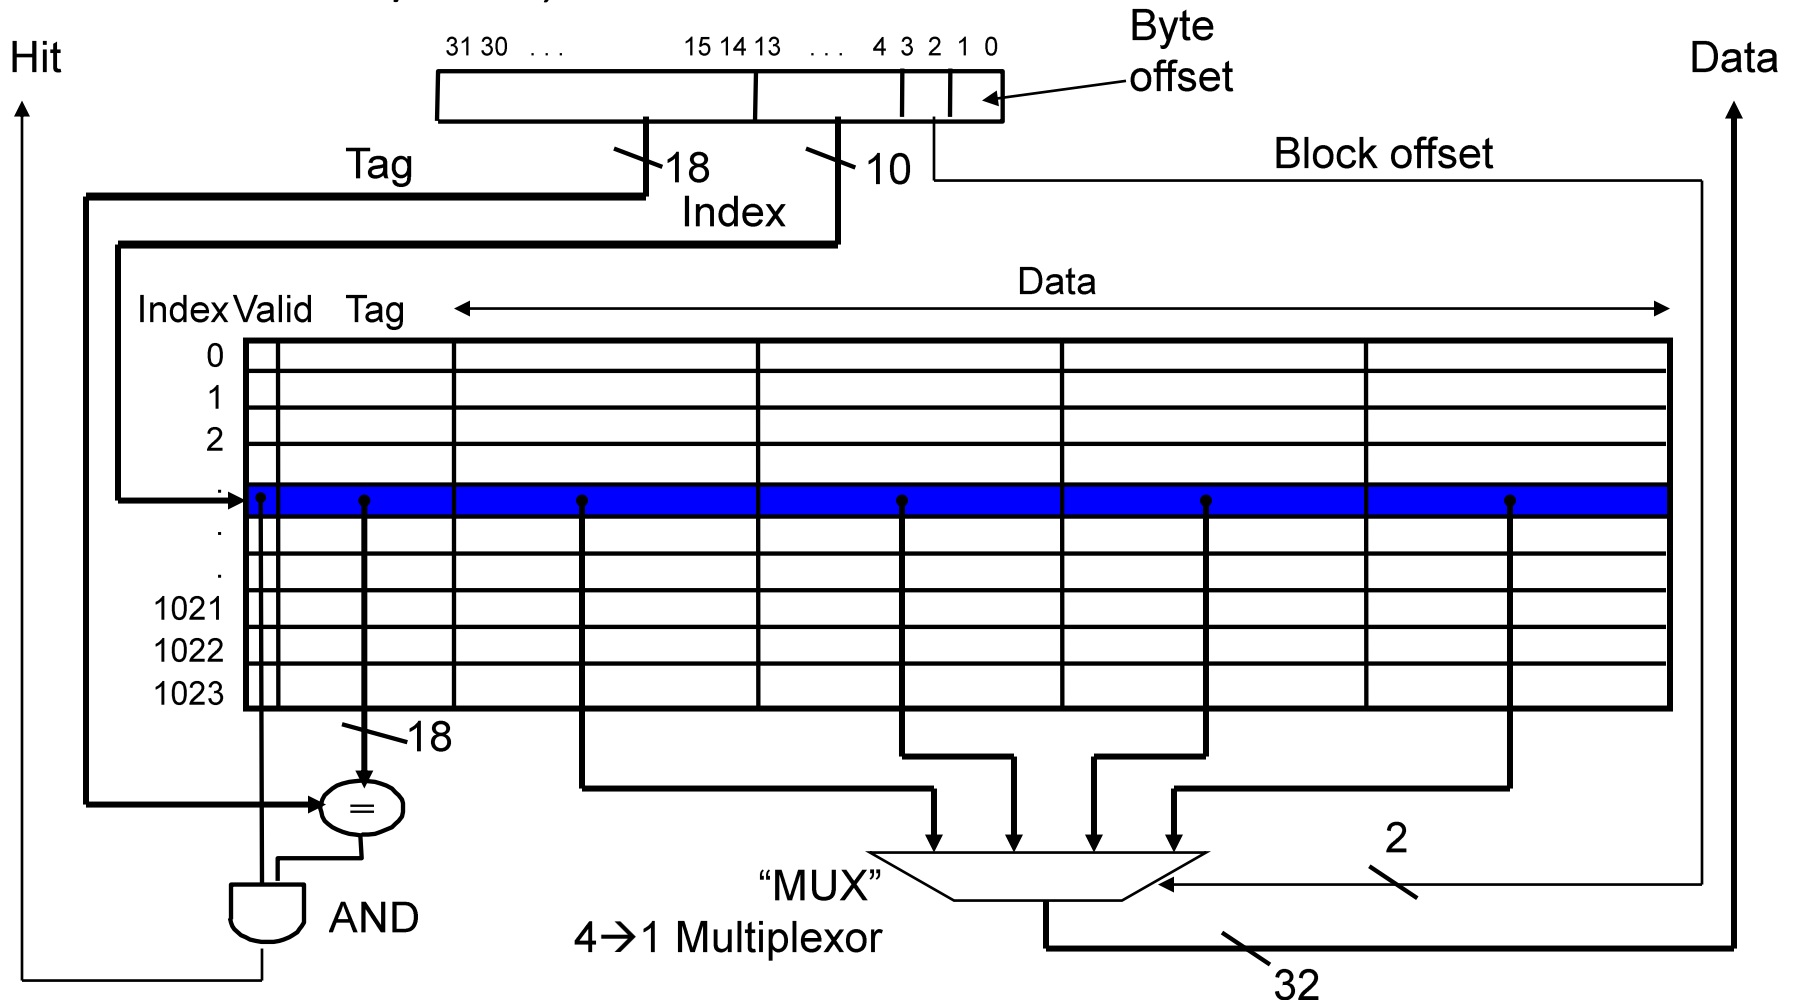 Hit
31 30 . . . 15 14 13 . . . 4 3 2 1 0
Byte
offset
Data
Tag
18
10
Block offset
Index
Data
Index Valid Tag
0
1
2
.
.
.
1021
1022
1023
18
=
2
“MUX”
4→1 Multiplexor
AND
32